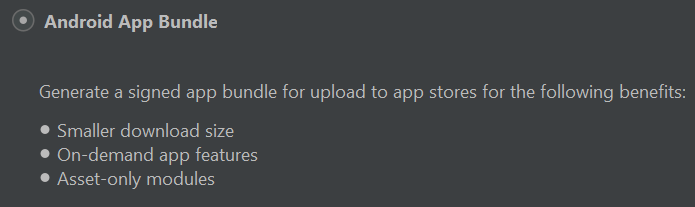 Android App Bundle
Generate a signed app bundle for upload to app stores for the following benefits:
• Smaller download size
• On-demand app features
• Asset-only modules